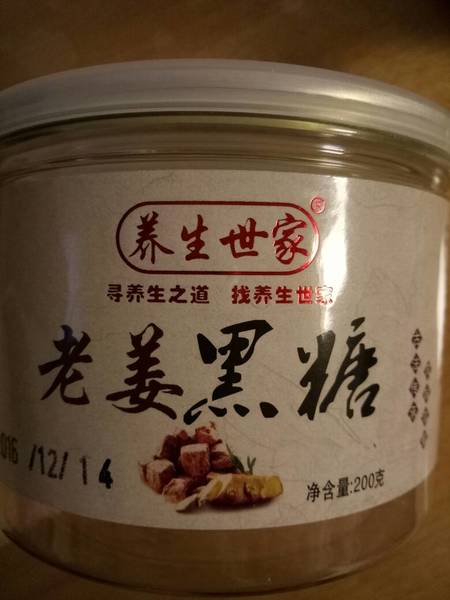 养生世家®
寻养生之道 找养生世家
老姜黑糖
016 /12/ 14
净含量:200克